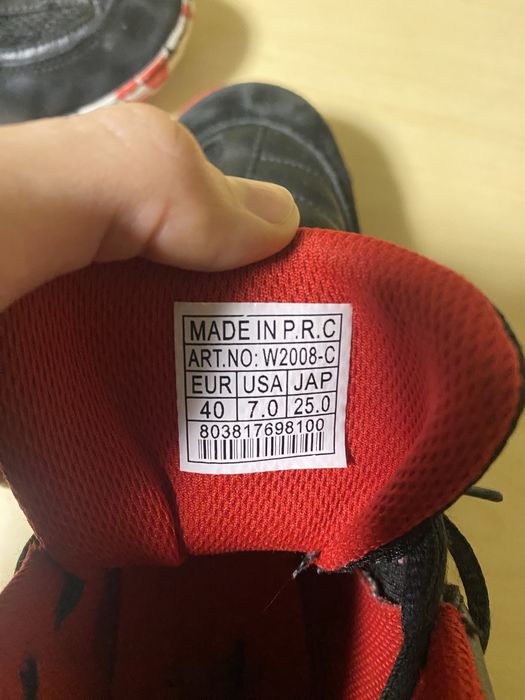 MADE IN P.R.C
ART.NO: W2008-C
EUR USA JAP
40 7.0 25.0
803817698100